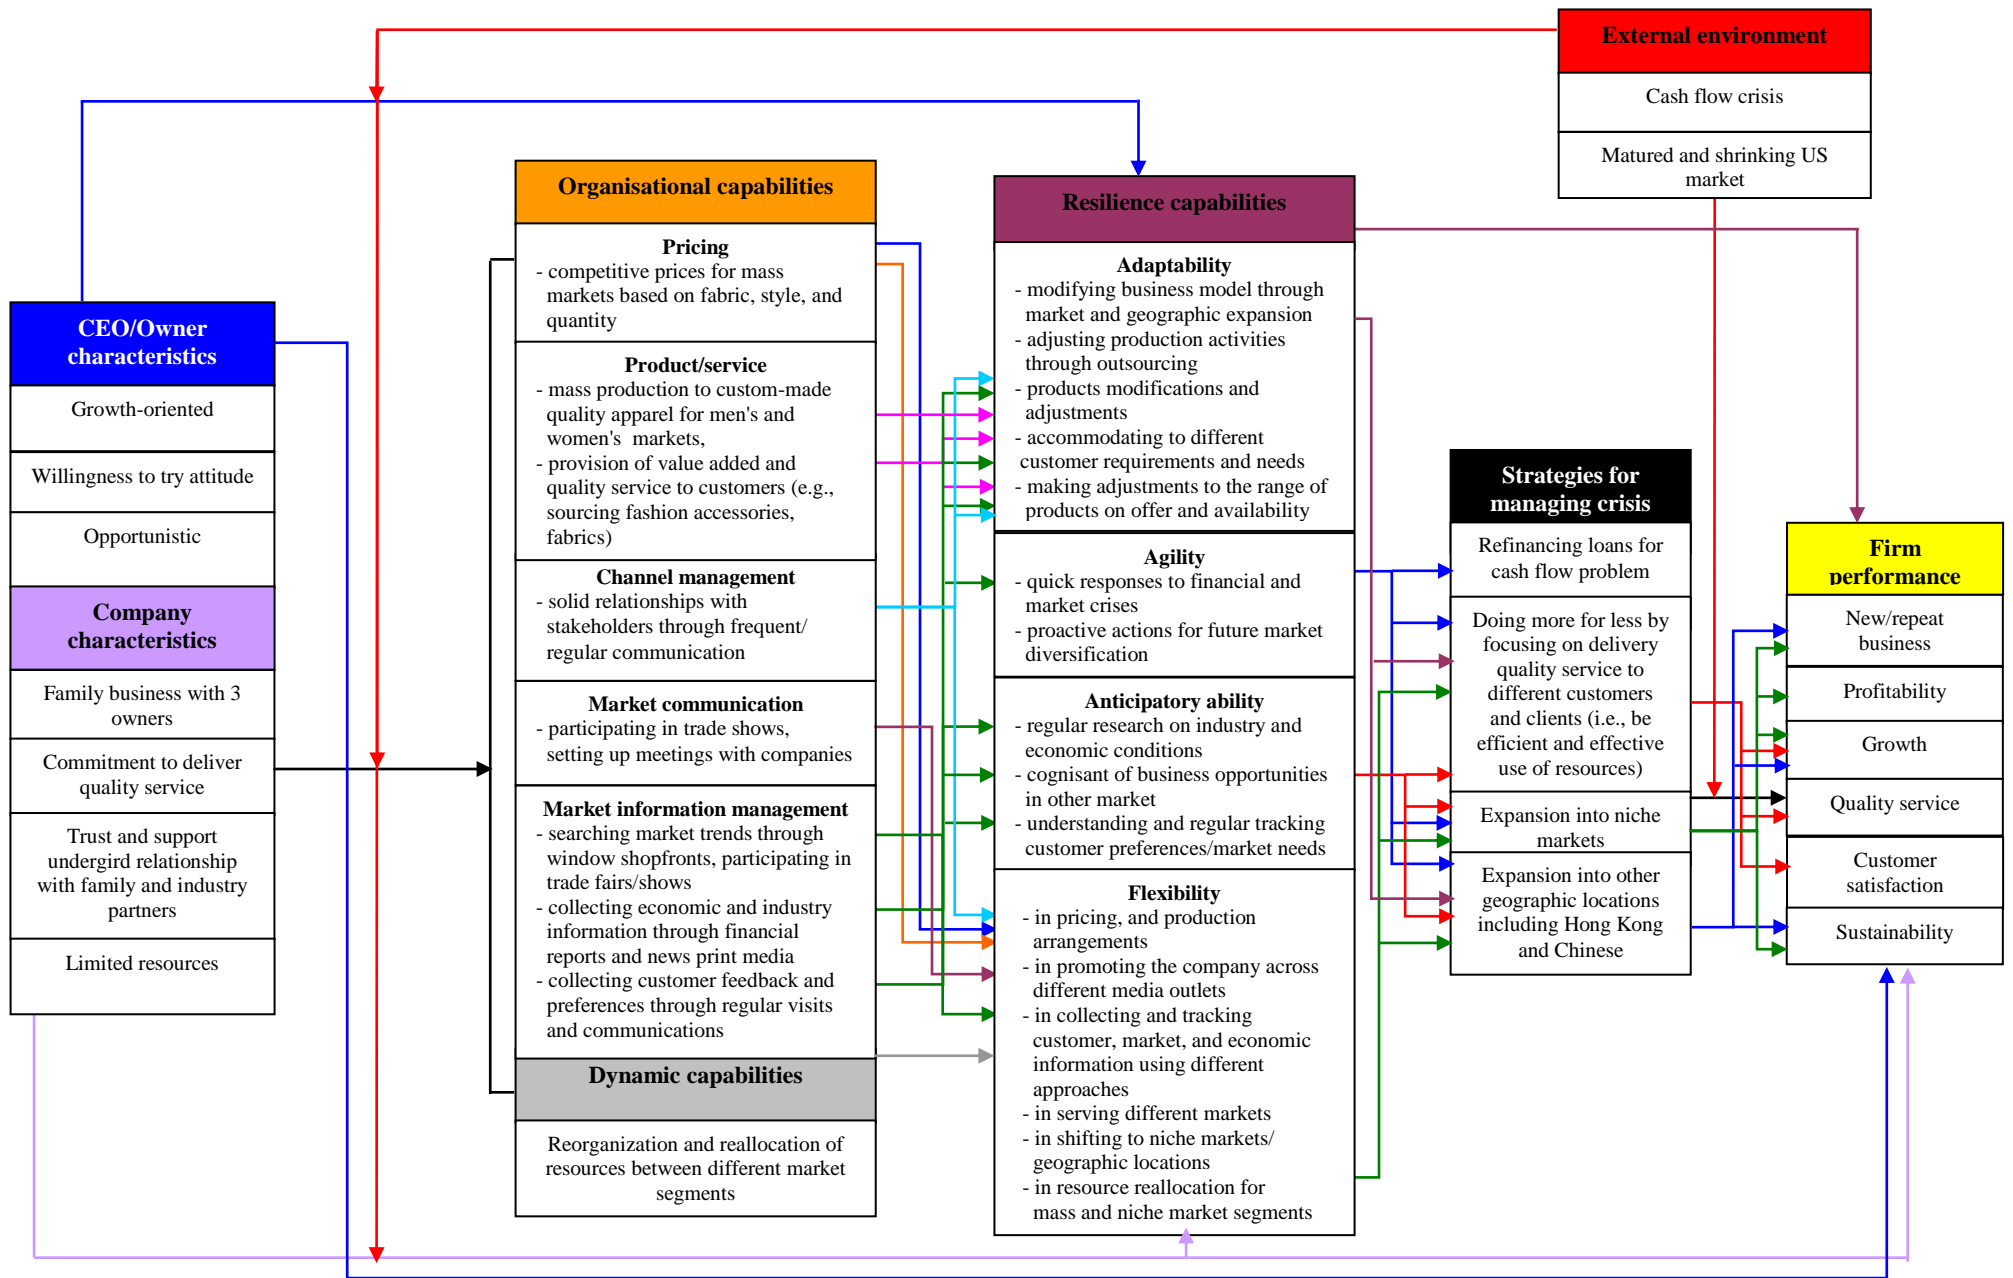 External environment
Cash flow crisis
Matured and shrinking US
market
CEO/Owner
characteristics
Growth-oriented
Willingness to try attitude
Opportunistic
Company
characteristics
Family business with 3
owners
Commitment to deliver
quality service
Trust and support
undergird relationship
with family and industry
partners
Limited resources
Organisational capabilities
Pricing
- competitive prices for mass
markets based on fabric, style, and
quantity
Product/service
- mass production to custom-made
quality apparel for men's and
women's markets,
- provision of value added and
quality service to customers (e.g.,
sourcing fashion accessories,
fabrics)
Channel management
- solid relationships with
stakeholders through frequent/
regular communication
Market communication
- participating in trade shows,
setting up meetings with companies
Market information management
- searching market trends through
window shopfronts, participating in
trade fairs/shows
- collecting economic and industry
information through financial
reports and news print media
- collecting customer feedback and
preferences through regular visits
and communications
Dynamic capabilities
Reorganization and reallocation of
resources between different market
segments
Resilience capabilities
Adaptability
- modifying business model through
market and geographic expansion
- adjusting production activities
through outsourcing
- products modifications and
adjustments
- accommodating to different
customer requirements and needs
- making adjustments to the range of
products on offer and availability
Agility
- quick responses to financial and
market crises
- proactive actions for future market
diversification
Anticipatory ability
- regular research on industry and
economic conditions
- cognisant of business opportunities
in other market
- understanding and regular tracking
customer preferences/market needs
Flexibility
- in pricing, and production
arrangements
- in promoting the company across
different media outlets
- in collecting and tracking
customer, market, and economic
information using different
approaches
- in serving different markets
- in shifting to niche markets/
geographic locations
- in resource reallocation for
mass and niche market segments
Strategies for
managing crisis
Refinancing loans for
cash flow problem
Doing more for less by
focusing on delivery
quality service to
different customers
and clients (i.e., be
efficient and effective
use of resources)
Expansion into niche
markets
Expansion into other
geographic locations
including Hong Kong
and Chinese
Firm
performance
New/repeat
business
Profitability
Growth
Quality service
Customer
satisfaction
Sustainability